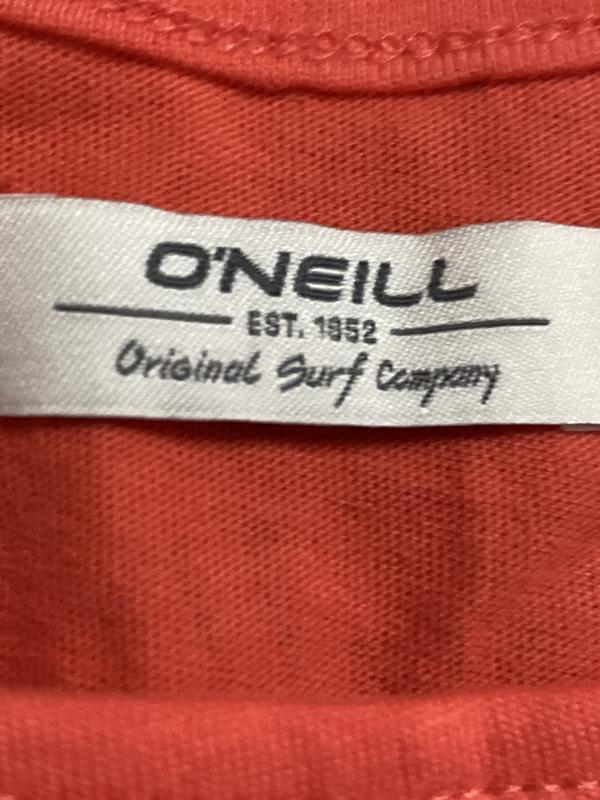 O'NEILL
EST. 1952
Original Surf Company